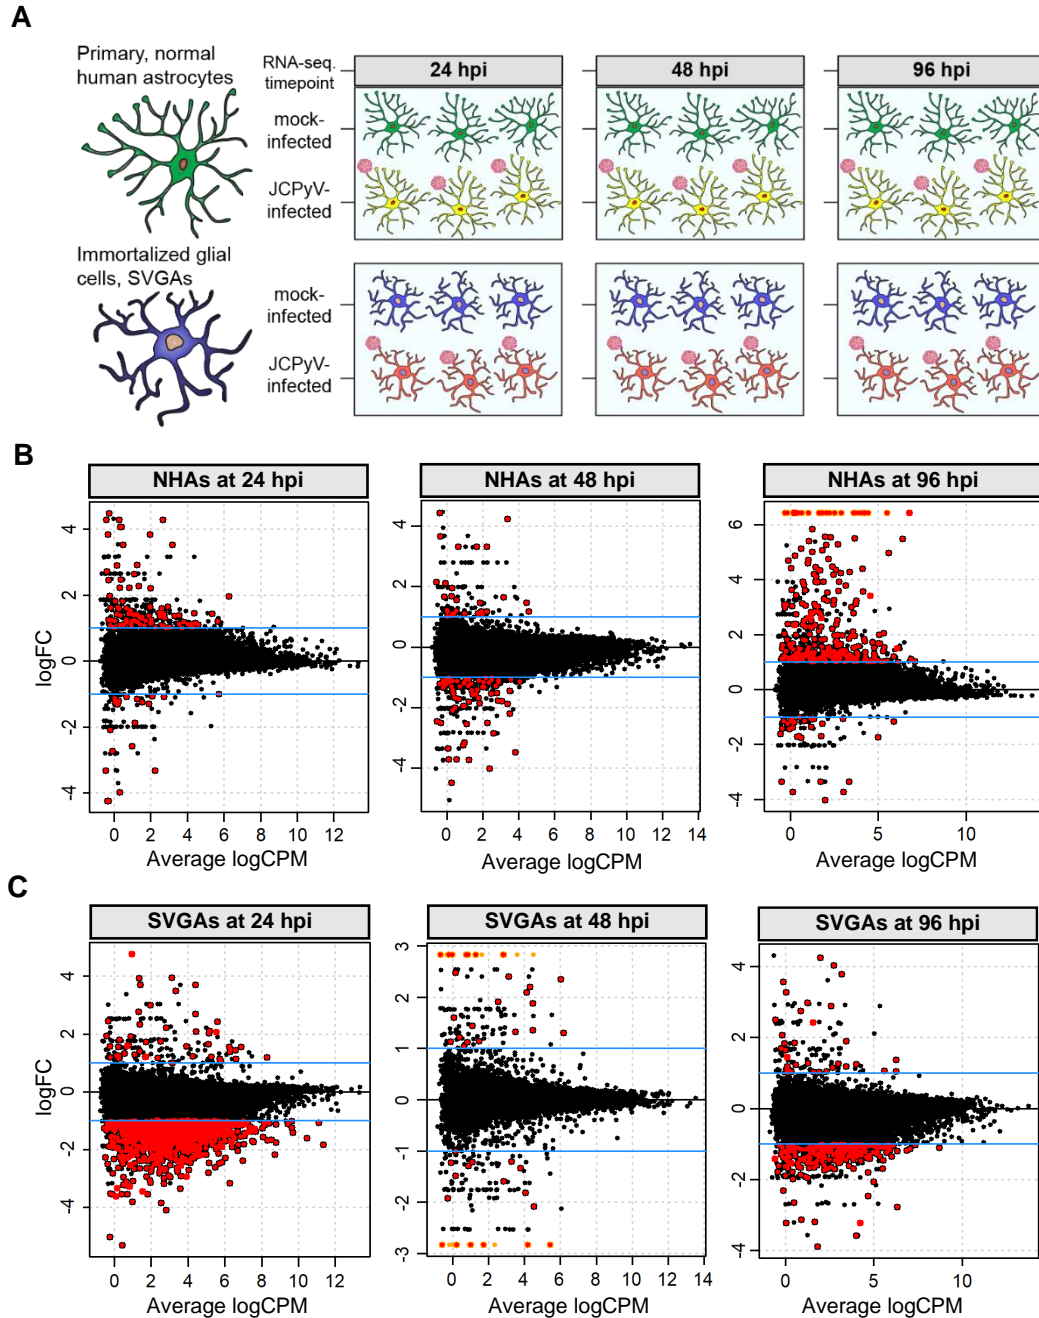 A
Primary, normal
human astrocytes
RNA-seq.
timepoint
24 hpi
48 hpi
96 hpi
mock-
infected
JCPyV-
infected
Immortalized glial
cells, SVGAs
mock-
infected
JCPyV-
infected
B
NHAs at 24 hpi
NHAs at 48 hpi
NHAs at 96 hpi
logFC
4
2
0
-2
-4
0 2 4 6 8 10 12
Average logCPM
4
2
0
-2
-4
0 2 4 6 8 10 12 14
Average logCPM
6
4
2
0
-2
-4
0 5 10
Average logCPM
C
SVGAs at 24 hpi
SVGAs at 48 hpi
SVGAs at 96 hpi
logFC
4
2
0
-2
-4
0 2 4 6 8 10 12
Average logCPM
3
2
1
0
-1
-2
-3
0 2 4 6 8 10 12 14
Average logCPM
4
2
0
-2
-4
0 5 10
Average logCPM